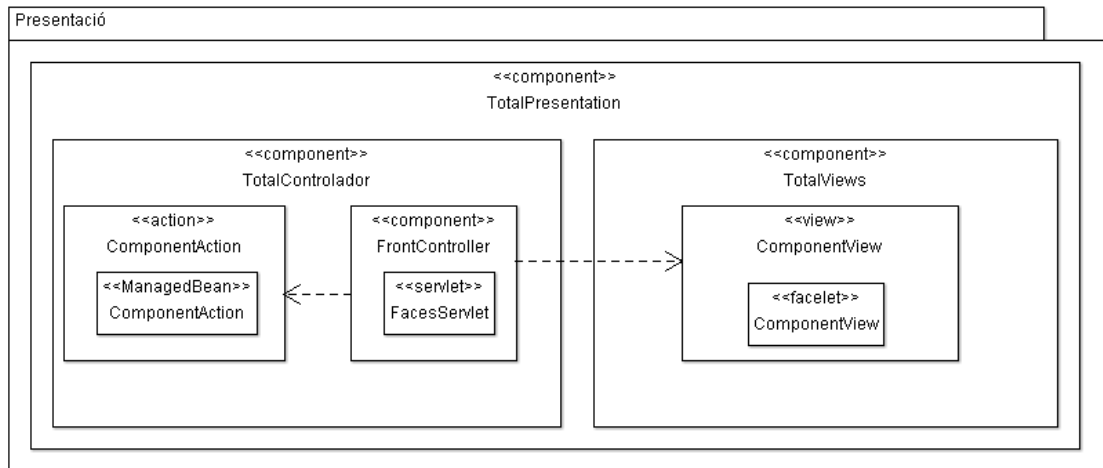 Presentació
<<component>>
TotalPresentation
<<component>>
TotalControlador
<<action>>
ComponentAction
<<ManagedBean>>
ComponentAction
<<component>>
FrontController
<<servlet>>
FacesServlet
<<component>>
TotalViews
<<view>>
ComponentView
<<facelet>>
ComponentView